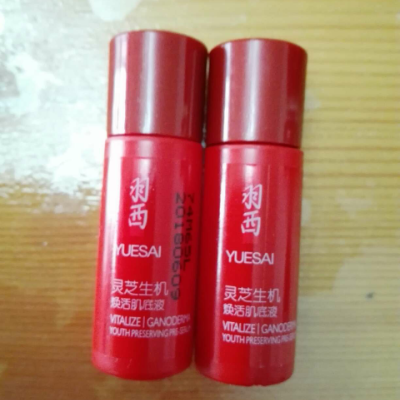 羽西
YUESAI
灵芝生机
焕活肌底液
VITALIZE | GANODERMA
YOUTH PRESERVING PRE-
20180609
羽西
YUESAI
灵芝生机
焕活肌底液
VITALIZE | GANODERM
YOUTH PRESERVING PRE-